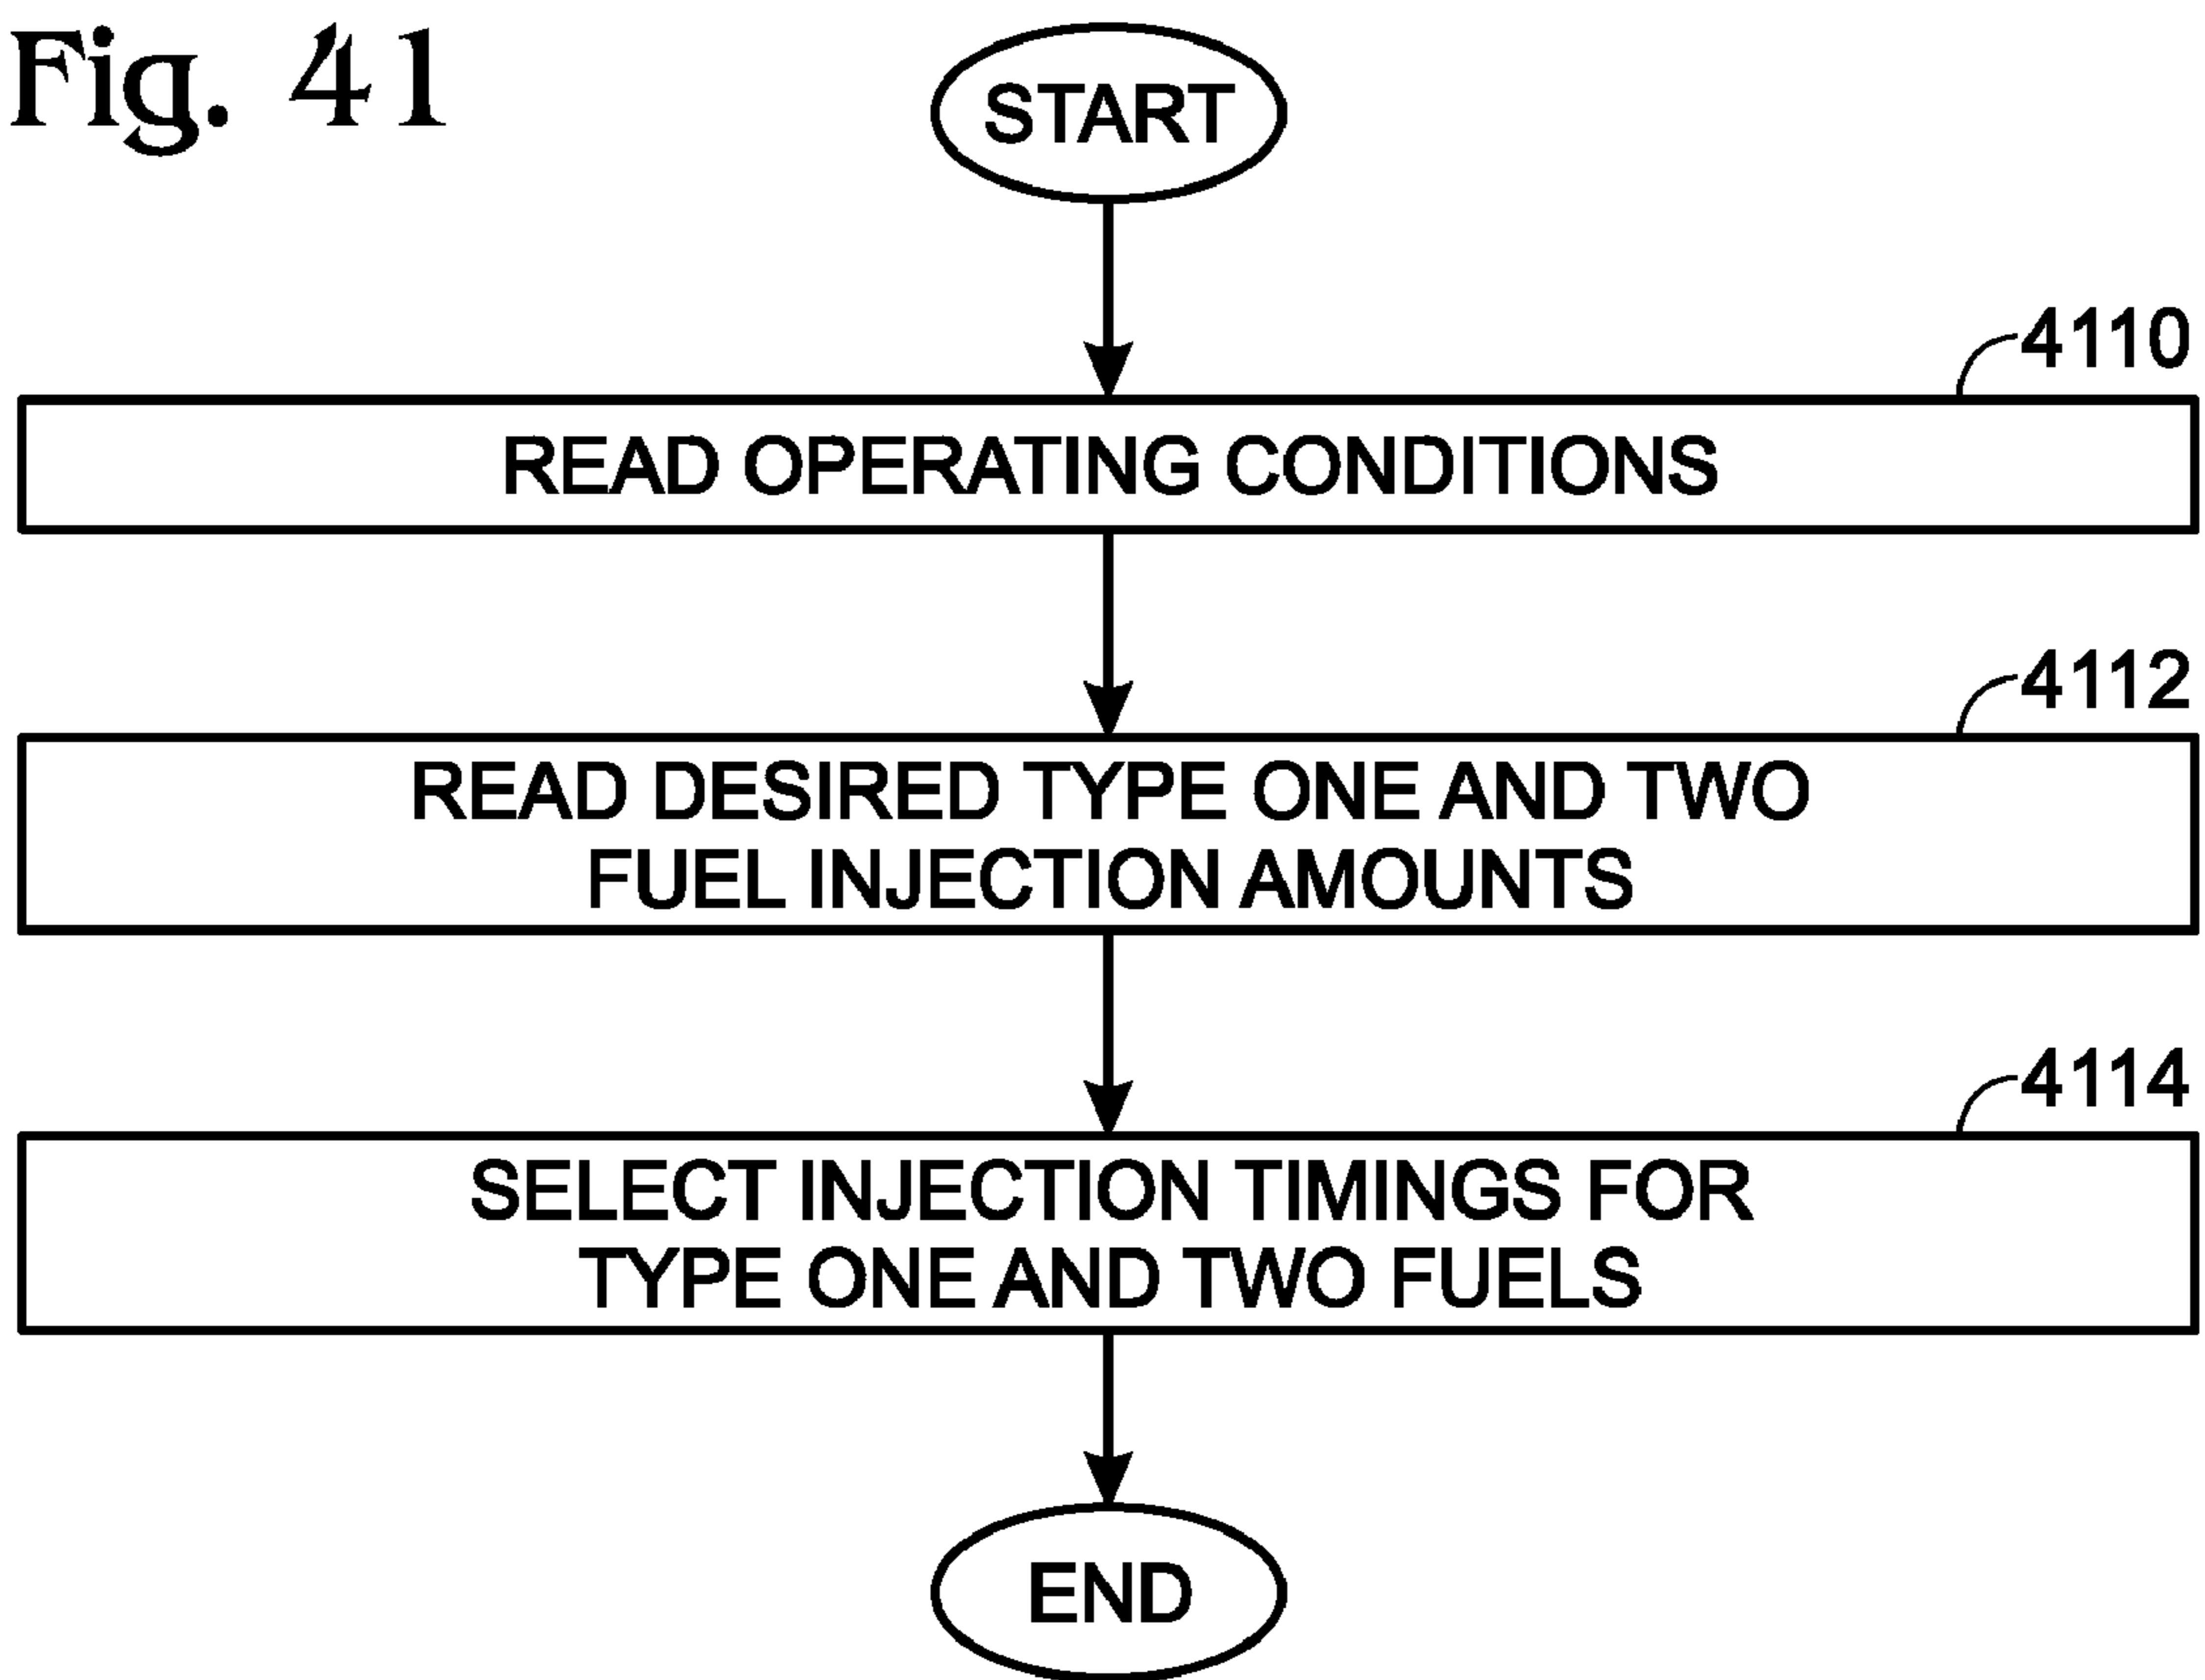 Fig. 41
START
4110
READ OPERATING CONDITIONS
4112
READ DESIRED TYPE ONE AND TWO
FUEL INJECTION AMOUNTS
4114
SELECT INJECTION TIMINGS FOR
TYPE ONE AND TWO FUELS
END